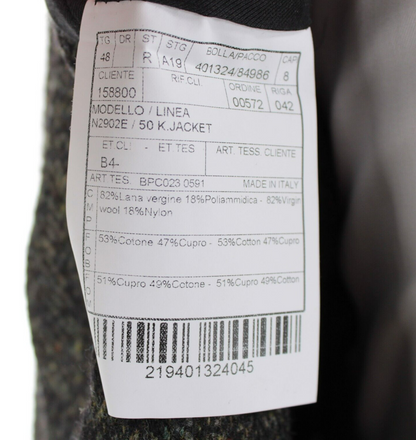 TG DR ST STG BOLLA/PACCO CAP
48 R A19 401324/84986 8
CLIENTE RIF.CLI. ORDINE RIGA
158800 00572 042
MODELLO / LINEA
N2902E / 50 K.JACKET
ET.CLI - ET TES ART. TESS. CLIENTE
B4-
ART TES. BPC023 0591 MADE IN ITALY
CMP 82%Lana vergine 18%Poliammidica - 82%Virgin
wool 18%Nylon
53%Cotone 47%Cupro - 53%Cotton 47%Cupro
51%Cupro 49%Cotone - 51%Cupro 49%Cotton
219401324045